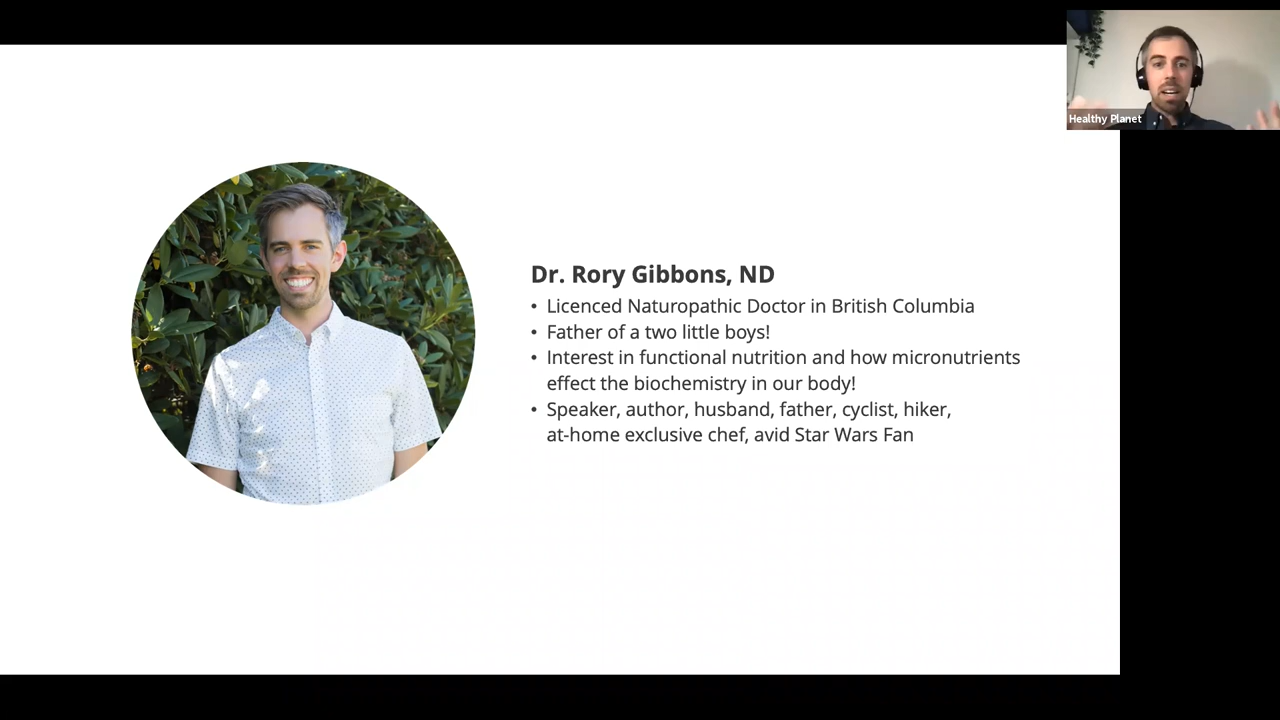 Healthy Planet
Dr. Rory Gibbons, ND
• Licenced Naturopathic Doctor in British Columbia
• Father of a two little boys!
• Interest in functional nutrition and how micronutrients
effect the biochemistry in our body!
• Speaker, author, husband, father, cyclist, hiker,
at-home exclusive chef, avid Star Wars Fan